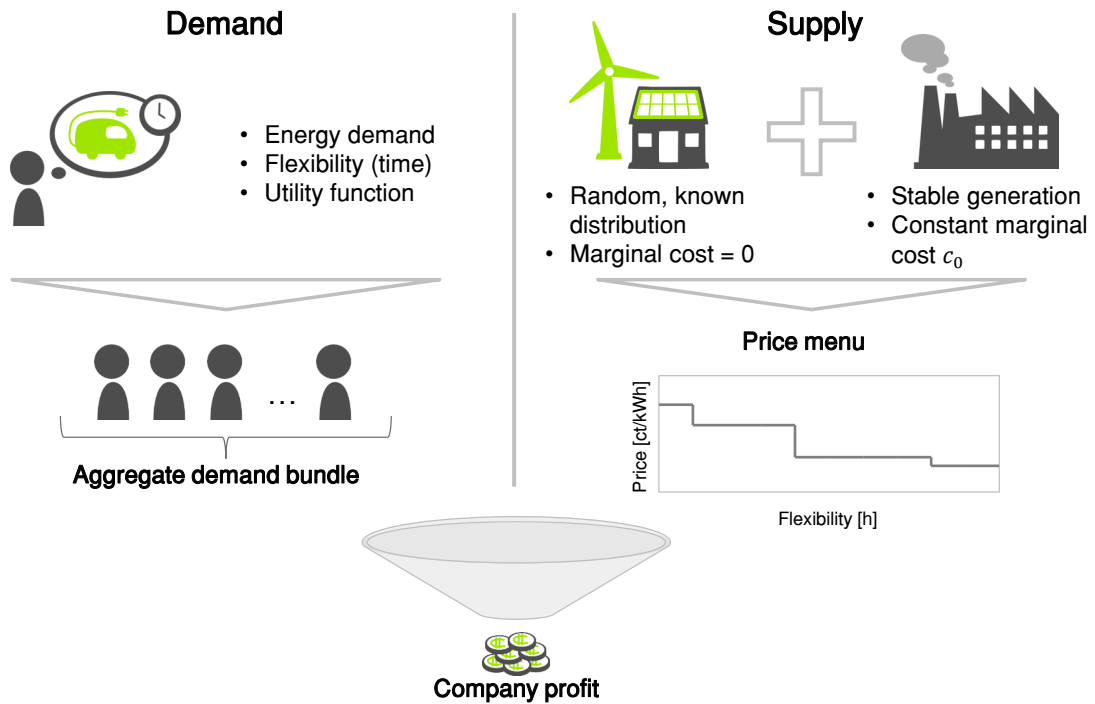 Demand
• Energy demand
• Flexibility (time)
• Utility function
...
Aggregate demand bundle
Supply
• Random, known
distribution
• Marginal cost = 0
• Stable generation
• Constant marginal
cost c₀
Price menu
Price [ct/kWh]
Flexibility [h]
Company profit